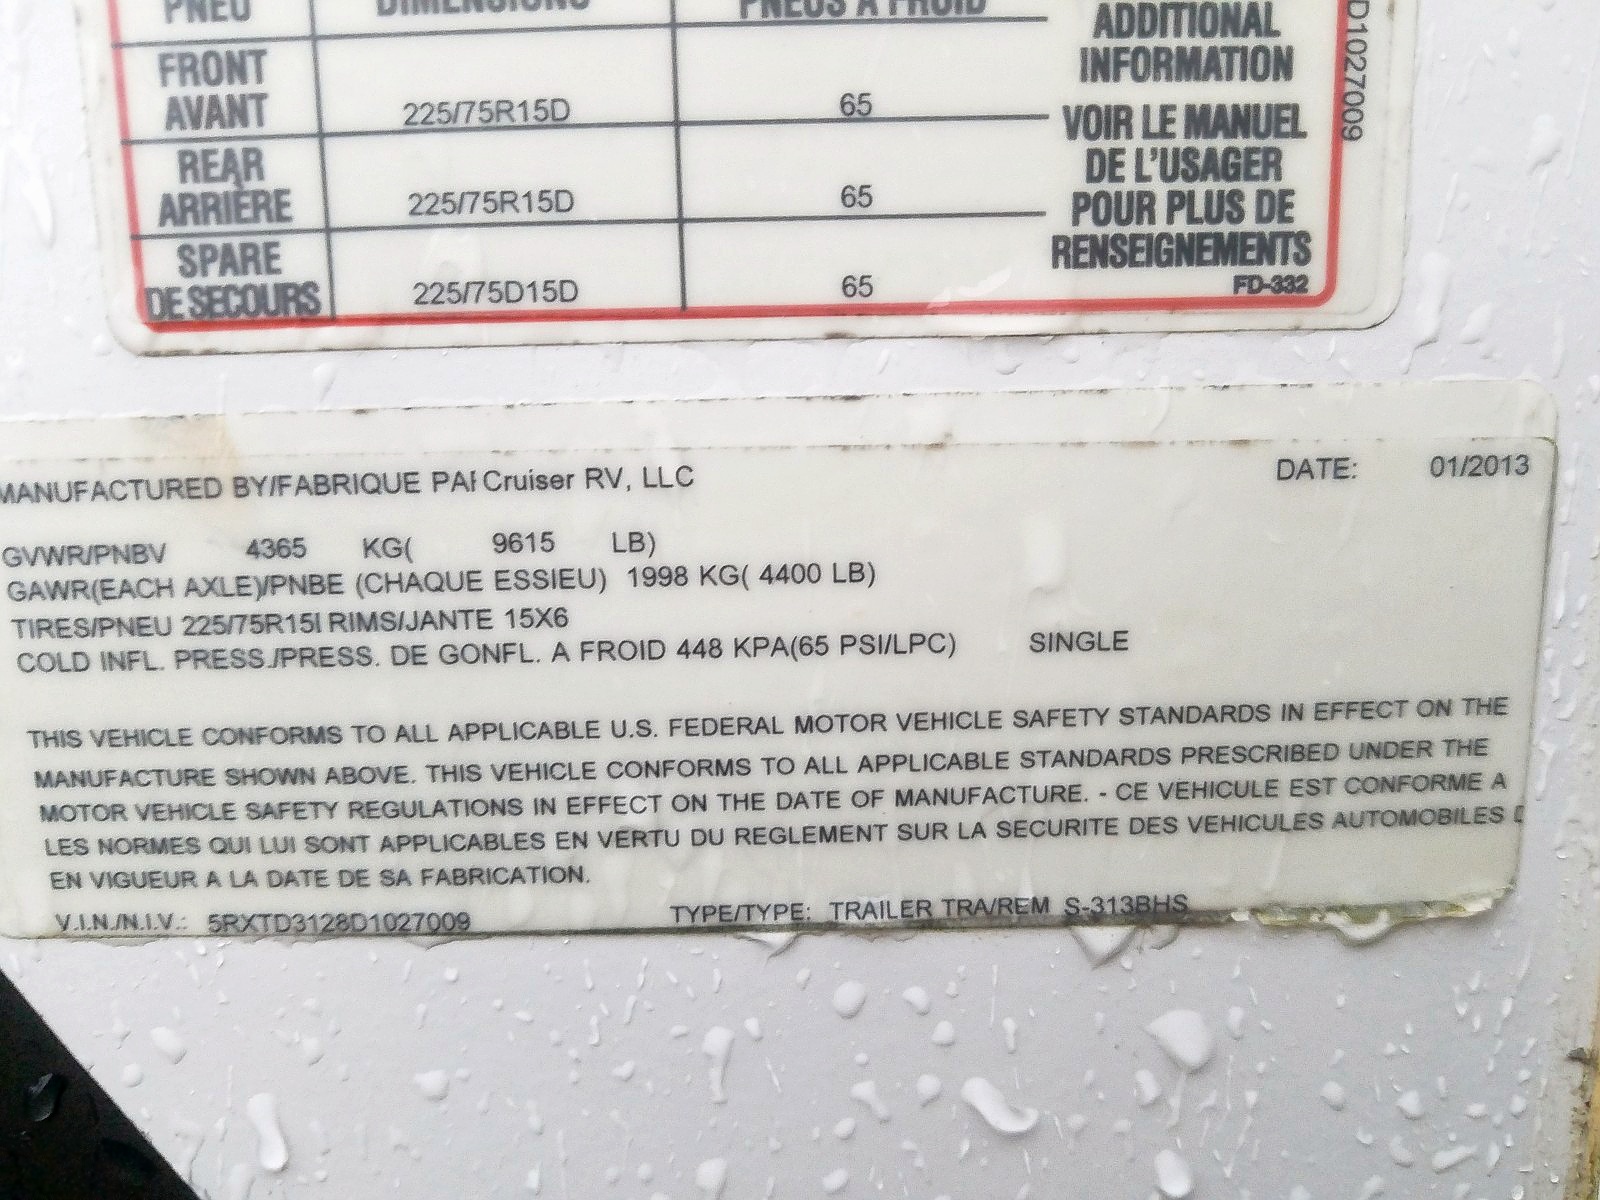 PNEU DIMENSIONS PNEUS A FROID
ADDITIONAL
INFORMATION
FRONT
AVANT 225/75R15D 65
VOIR LE MANUEL
DE L'USAGER
POUR PLUS DE
RENSEIGNEMENTS
REAR
ARRIÈRE 225/75R15D 65
SPARE
DE SECOURS 225/75D15D 65
FD-332
D1027009
MANUFACTURED BY/FABRIQUE PAR Cruiser RV, LLC DATE: 01/2013
GVWR/PNBV 4365 KG( 9615 LB)
GAWR(EACH AXLE)/PNBE (CHAQUE ESSIEU) 1998 KG( 4400 LB)
TIRES/PNEU 225/75R15 RIMS/JANTE 15X6
COLD INFL. PRESS./PRESS. DE GONFL. A FROID 448 KPA(65 PSI/LPC) SINGLE
THIS VEHICLE CONFORMS TO ALL APPLICABLE U.S. FEDERAL MOTOR VEHICLE SAFETY STANDARDS IN EFFECT ON THE
MANUFACTURE SHOWN ABOVE. THIS VEHICLE CONFORMS TO ALL APPLICABLE STANDARDS PRESCRIBED UNDER THE
MOTOR VEHICLE SAFETY REGULATIONS IN EFFECT ON THE DATE OF MANUFACTURE. - CE VEHICULE EST CONFORME A
LES NORMES QUI LUI SONT APPLICABLES EN VERTU DU REGLEMENT SUR LA SECURITE DES VEHICULES AUTOMOBILES
EN VIGUEUR A LA DATE DE SA FABRICATION.
V.I.N./N.I.V.: 5RXTD3128D1027009 TYPE/TYPE: TRAILER TRA/REM S-313BHS